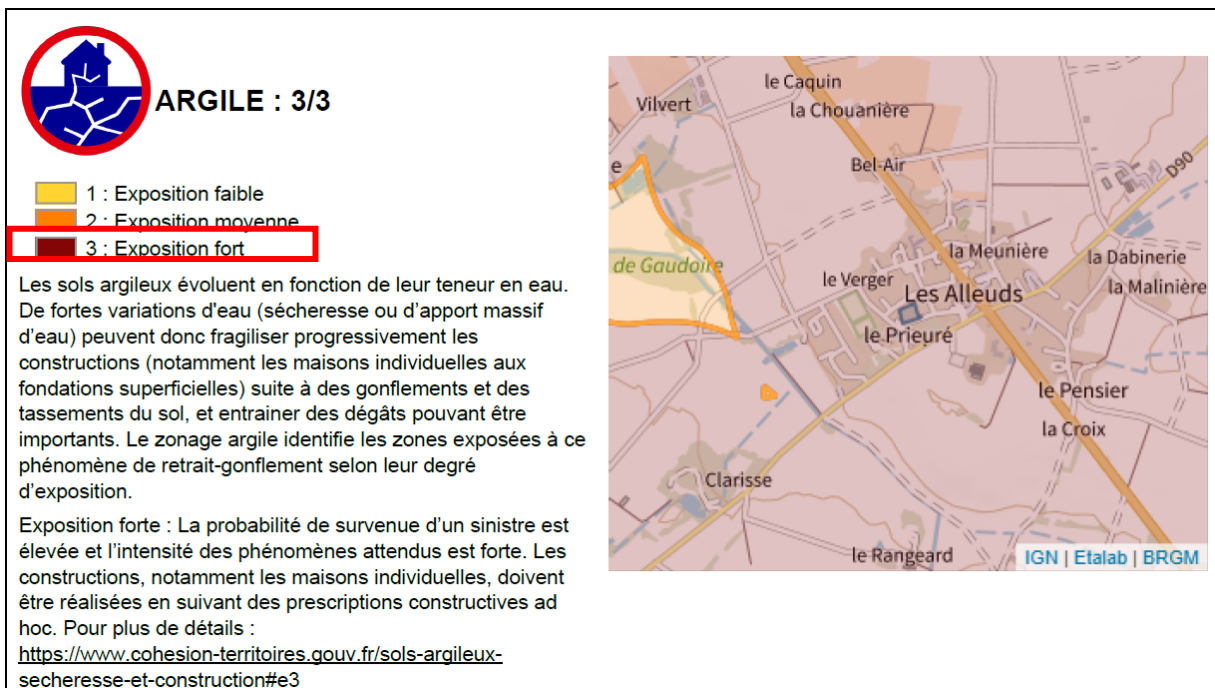 ARGILE : 3/3
1 : Exposition faible
2 : Exposition moyenne
3 : Exposition fort
Les sols argileux évoluent en fonction de leur teneur en eau.
De fortes variations d'eau (sécheresse ou d’apport massif
d’eau) peuvent donc fragiliser progressivement les
constructions (notamment les maisons individuelles aux
fondations superficielles) suite à des gonflements et des
tassements du sol, et entrainer des dégâts pouvant être
importants. Le zonage argile identifie les zones exposées à ce
phénomène de retrait-gonflement selon leur degré
d’exposition.
Exposition forte : La probabilité de survenue d’un sinistre est
élevée et l’intensité des phénomènes attendus est forte. Les
constructions, notamment les maisons individuelles, doivent
être réalisées en suivant des prescriptions constructives ad
hoc. Pour plus de détails :
https://www.cohesion-territoires.gouv.fr/sols-argileux-
secheresse-et-construction#e3
le Caquin
Vilvert
la Chouanière
e
Bel-Air
D90
de Gaudoire
la Meunière
la Dabinerie
le Verger
Les Alleuds
la Malinière
le Prieuré
le Pensier
la Croix
Clarisse
le Rangeard
IGN | Etalab | BRGM